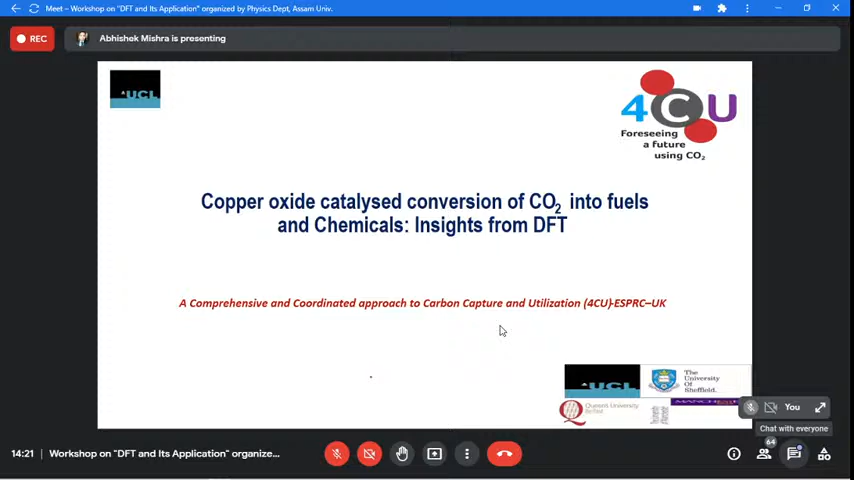 Meet – Workshop on "DFT and Its Application" organized by Physics Dept, Assam Univ.
REC
Abhishek Mishra is presenting
UCL
4CU
Foreseeing
a future
using CO₂
Copper oxide catalysed conversion of CO₂ into fuels
and Chemicals: Insights from DFT
A Comprehensive and Coordinated approach to Carbon Capture and Utilization (4CU)-ESPRC–UK
UCL
The
University
Of
Sheffield.
Queen's University
Belfast
You
Chat with everyone
64
14:21
Workshop on "DFT and Its Application" organize...